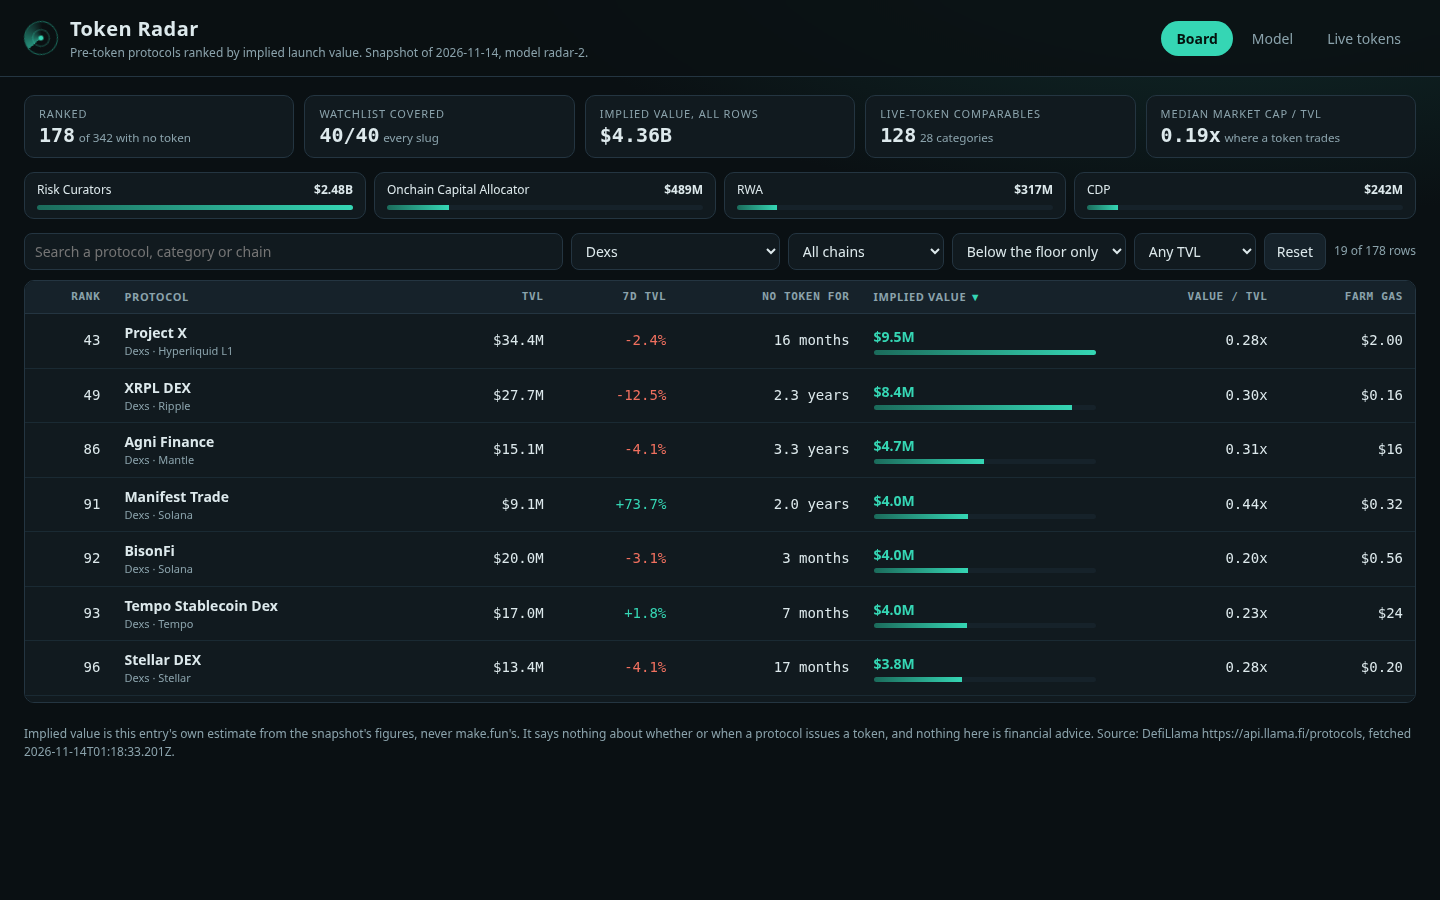 Token Radar
Pre-token protocols ranked by implied launch value. Snapshot of 2026-11-14, model radar-2.
Board Model Live tokens
RANKED
178 of 342 with no token
WATCHLIST COVERED
40/40 every slug
IMPLIED VALUE, ALL ROWS
$4.36B
LIVE-TOKEN COMPARABLES
128 28 categories
MEDIAN MARKET CAP / TVL
0.19x where a token trades
Risk Curators $2.48B
Onchain Capital Allocator $489M
RWA $317M
CDP $242M
Search a protocol, category or chain Dexs All chains Below the floor only Any TVL Reset 19 of 178 rows
RANK PROTOCOL TVL 7D TVL NO TOKEN FOR IMPLIED VALUE ▼ VALUE / TVL FARM GAS
43 Project X $34.4M -2.4% 16 months $9.5M 0.28x $2.00
Dexs · Hyperliquid L1
49 XRPL DEX $27.7M -12.5% 2.3 years $8.4M 0.30x $0.16
Dexs · Ripple
86 Agni Finance $15.1M -4.1% 3.3 years $4.7M 0.31x $16
Dexs · Mantle
91 Manifest Trade $9.1M +73.7% 2.0 years $4.0M 0.44x $0.32
Dexs · Solana
92 BisonFi $20.0M -3.1% 3 months $4.0M 0.20x $0.56
Dexs · Solana
93 Tempo Stablecoin Dex $17.0M +1.8% 7 months $4.0M 0.23x $24
Dexs · Tempo
96 Stellar DEX $13.4M -4.1% 17 months $3.8M 0.28x $0.20
Dexs · Stellar
Implied value is this entry's own estimate from the snapshot's figures, never make.fun's. It says nothing about whether or when a protocol issues a token, and nothing here is financial advice. Source: DefiLlama https://api.llama.fi/protocols, fetched
2026-11-14T01:18:33.201Z.